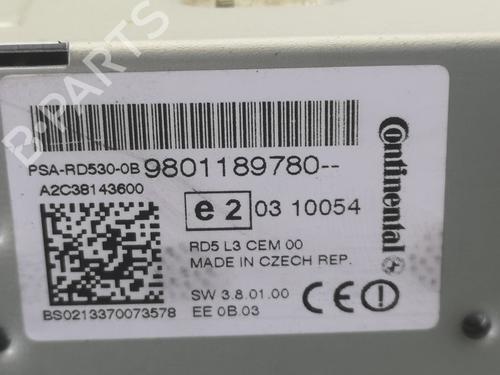 B-PARTS
PSA-RD530-0B 9801189780--
A2C38143600
e2 03 10054
RD5 L3 CEM 00
MADE IN CZECH REP.
SW 3.8.01.00
EE 0B.03
CE
BS0213370073578
Continental